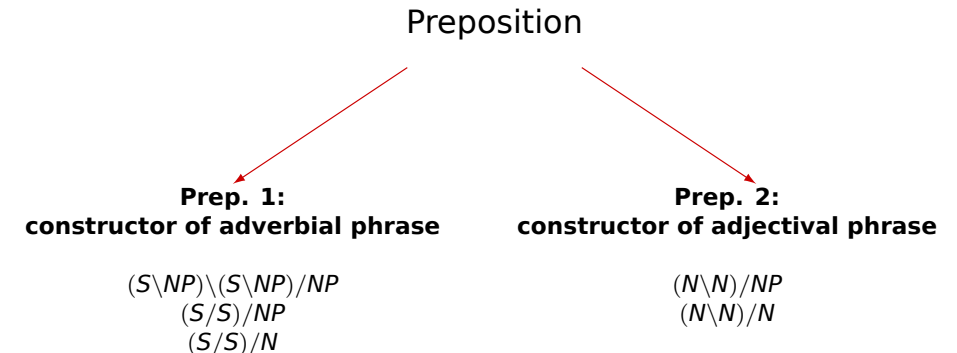 Preposition
Prep. 1:
constructor of adverbial phrase
(S\NP)\(S\NP)/NP
(S/S)/NP
(S/S)/N
Prep. 2:
constructor of adjectival phrase
(N\N)/NP
(N\N)/N